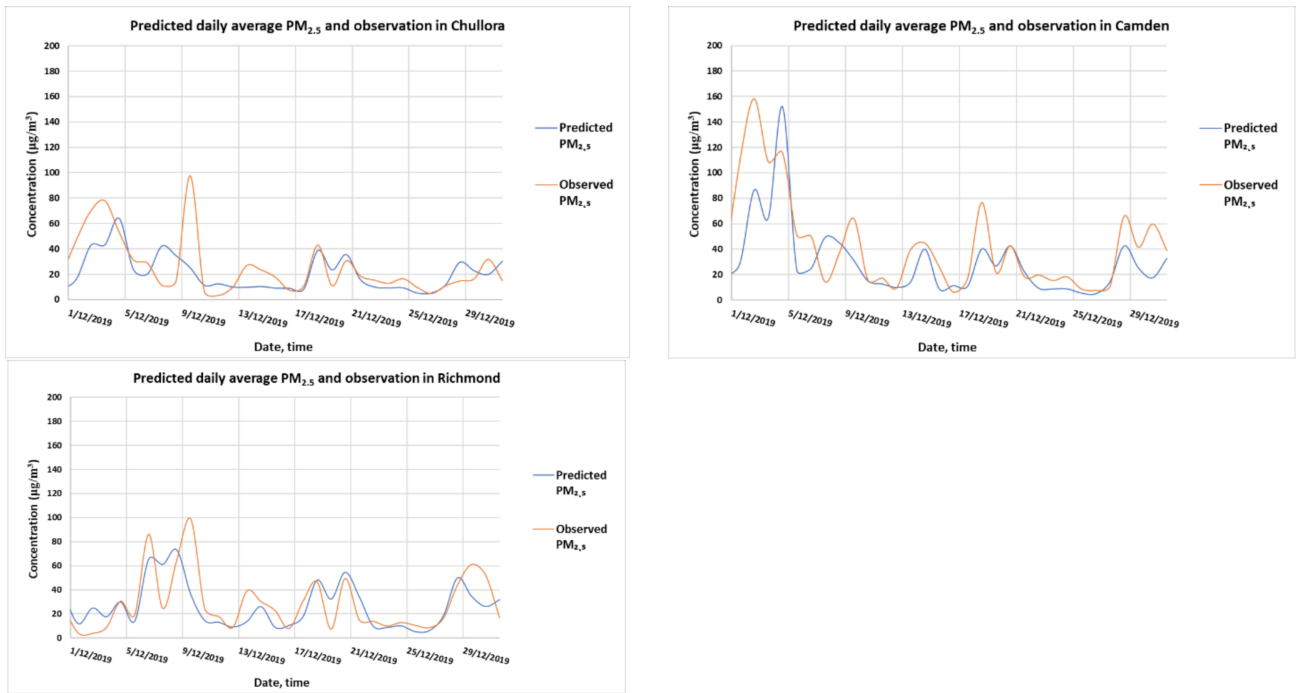 Predicted daily average PM₂.₅ and observation in Chullora
200
180
160
140
120
100
80
60
40
20
0
Concentration (µg/m³)
1/12/2019 5/12/2019 9/12/2019 13/12/2019 17/12/2019 21/12/2019 25/12/2019 29/12/2019
Date, time
Predicted
PM₂.₅
Observed
PM₂.₅
Predicted daily average PM₂.₅ and observation in Camden
200
180
160
140
120
100
80
60
40
20
0
Concentration (µg/m³)
1/12/2019 5/12/2019 9/12/2019 13/12/2019 17/12/2019 21/12/2019 25/12/2019 29/12/2019
Date, time
Predicted
PM₂.₅
Observed
PM₂.₅
Predicted daily average PM₂.₅ and observation in Richmond
200
180
160
140
120
100
80
60
40
20
0
Concentration (µg/m³)
1/12/2019 5/12/2019 9/12/2019 13/12/2019 17/12/2019 21/12/2019 25/12/2019 29/12/2019
Date, time
Predicted
PM₂.₅
Observed
PM₂.₅